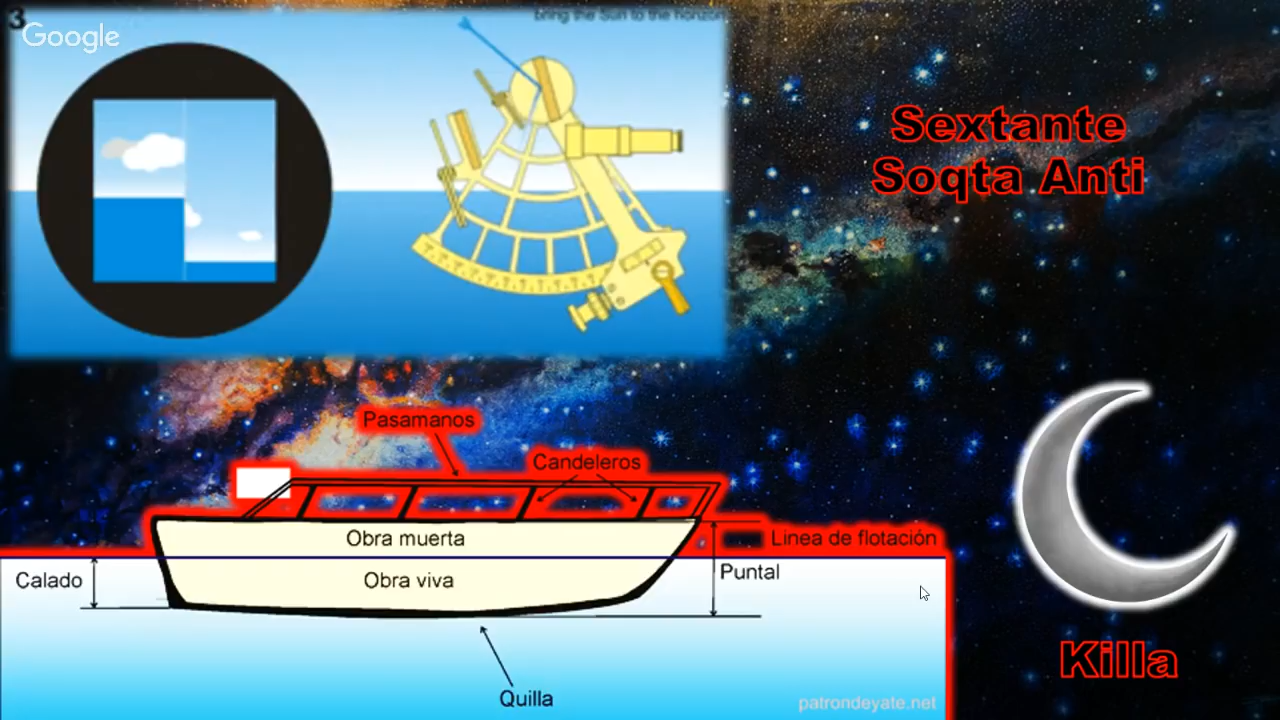 3
Google
bring the Sun to the horizon
Sextante
Soqta Anti
Pasamanos
Candeleros
Obra muerta
Linea de flotación
Calado
Obra viva
Puntal
Killa
Quilla
patrondeyate.net